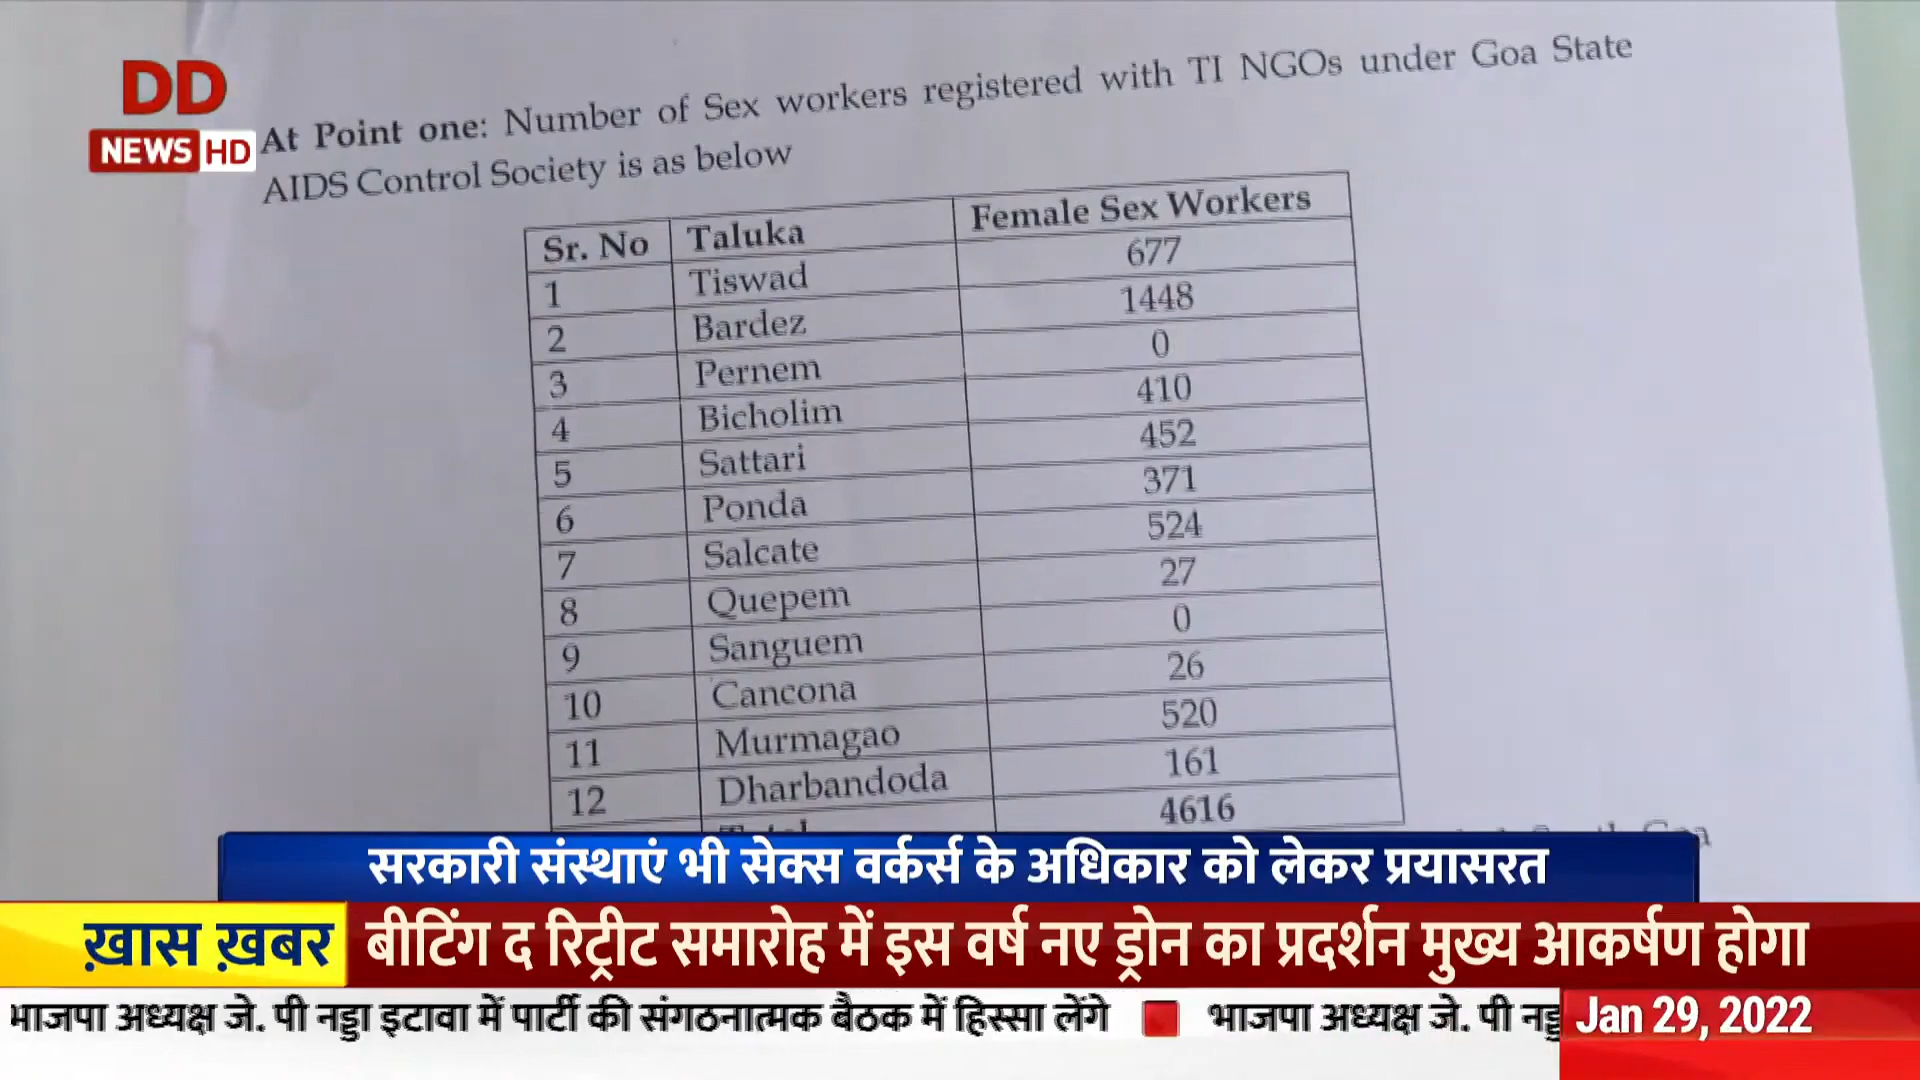 DD
NEWS HD
At Point one: Number of Sex workers registered with TI NGOs under Goa State
AIDS Control Society is as below
Sr. No Taluka Female Sex Workers
1 Tiswad 677
2 Bardez 1448
3 Pernem 0
4 Bicholim 410
5 Sattari 452
6 Ponda 371
7 Salcate 524
8 Quepem 27
9 Sanguem 0
10 Cancona 26
11 Murmagao 520
12 Dharbandoda 161
4616
सरकारी संस्थाएं भी सेक्स वर्कर्स के अधिकार को लेकर प्रयासरत
ख़ास ख़बर बीटिंग द रिट्रीट समारोह में इस वर्ष नए ड्रोन का प्रदर्शन मुख्य आकर्षण होगा
भाजपा अध्यक्ष जे. पी नड्डा इटावा में पार्टी की संगठनात्मक बैठक में हिस्सा लेंगे भाजपा अध्यक्ष जे. पी Jan 29, 2022